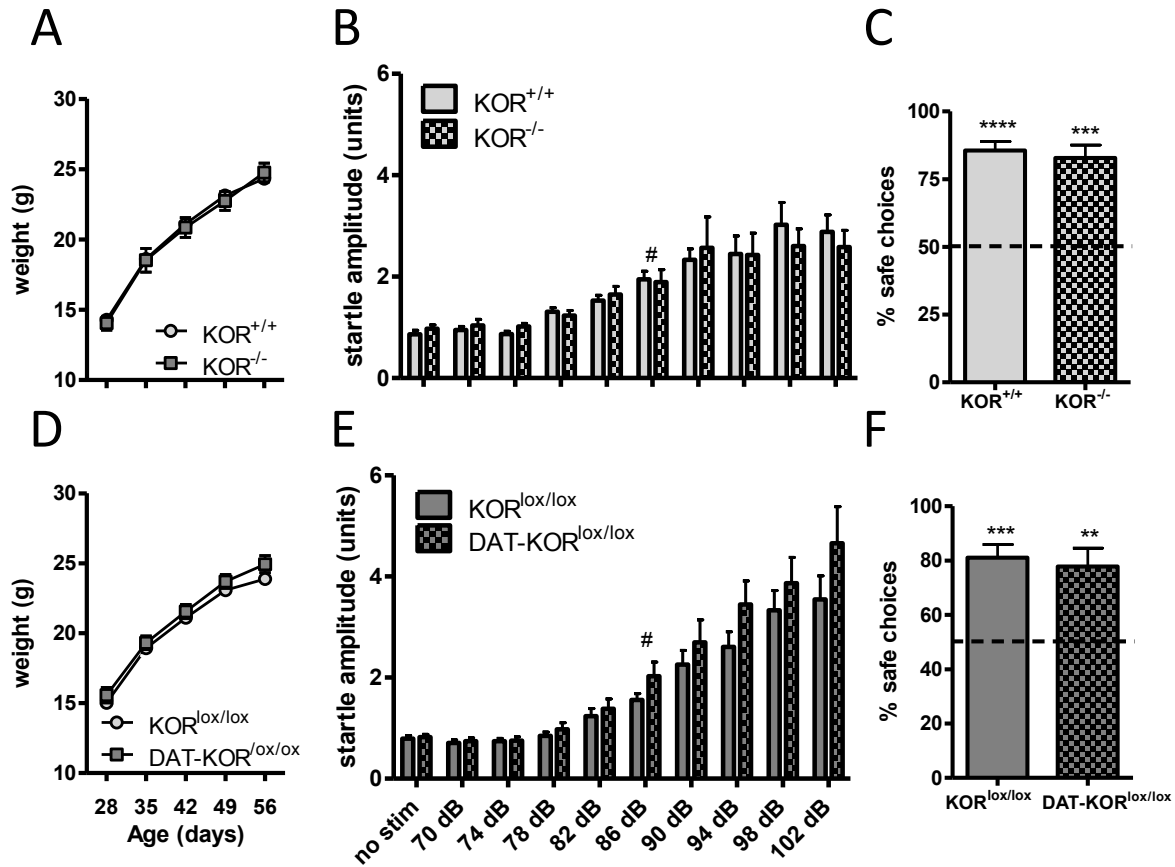 A
weight (g)
30
25
20
15
10
KOR+/+
KOR-/-
B
startle amplitude (units)
6
4
2
0
KOR+/+
KOR-/-
#
C
% safe choices
100
75
50
25
0
****
***
KOR+/+
KOR-/-
D
weight (g)
30
25
20
15
10
KORlox/lox
DAT-KOR/ox/ox
28 35 42 49 56
Age (days)
E
startle amplitude (units)
6
4
2
0
KORlox/lox
DAT-KORlox/lox
#
no stim 70 dB 74 dB 78 dB 82 dB 86 dB 90 dB 94 dB 98 dB 102 dB
F
% safe choices
100
80
60
40
20
0
***
**
KORlox/lox
DAT-KORlox/lox